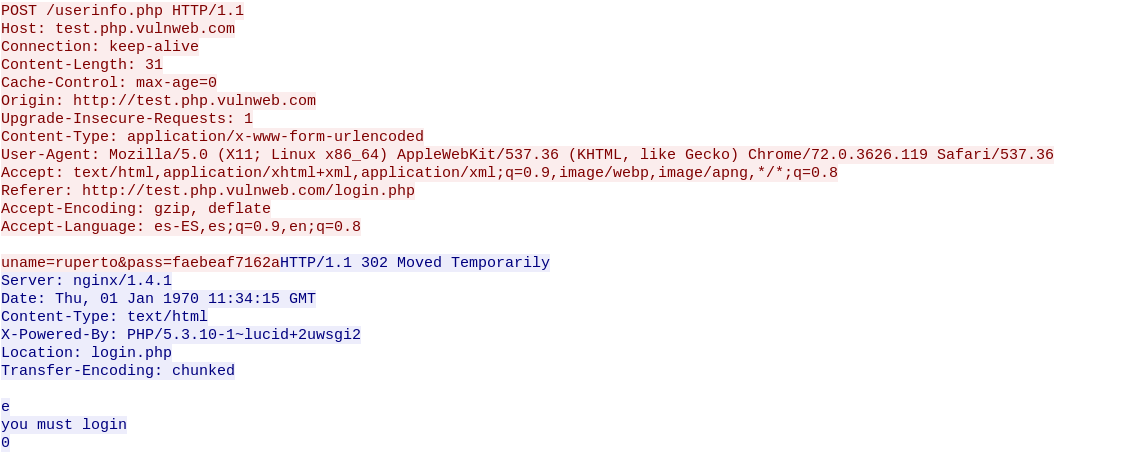 POST /userinfo.php HTTP/1.1
Host: test.php.vulnweb.com
Connection: keep-alive
Content-Length: 31
Cache-Control: max-age=0
Origin: http://test.php.vulnweb.com
Upgrade-Insecure-Requests: 1
Content-Type: application/x-www-form-urlencoded
User-Agent: Mozilla/5.0 (X11; Linux x86_64) AppleWebKit/537.36 (KHTML, like Gecko) Chrome/72.0.3626.119 Safari/537.36
Accept: text/html,application/xhtml+xml,application/xml;q=0.9,image/webp,image/apng,*/*;q=0.8
Referer: http://test.php.vulnweb.com/login.php
Accept-Encoding: gzip, deflate
Accept-Language: es-ES,es;q=0.9,en;q=0.8

uname=ruperto&pass=faebeaf7162aHTTP/1.1 302 Moved Temporarily
Server: nginx/1.4.1
Date: Thu, 01 Jan 1970 11:34:15 GMT
Content-Type: text/html
X-Powered-By: PHP/5.3.10-1~lucid+2uwsgi2
Location: login.php
Transfer-Encoding: chunked

e
you must login
0